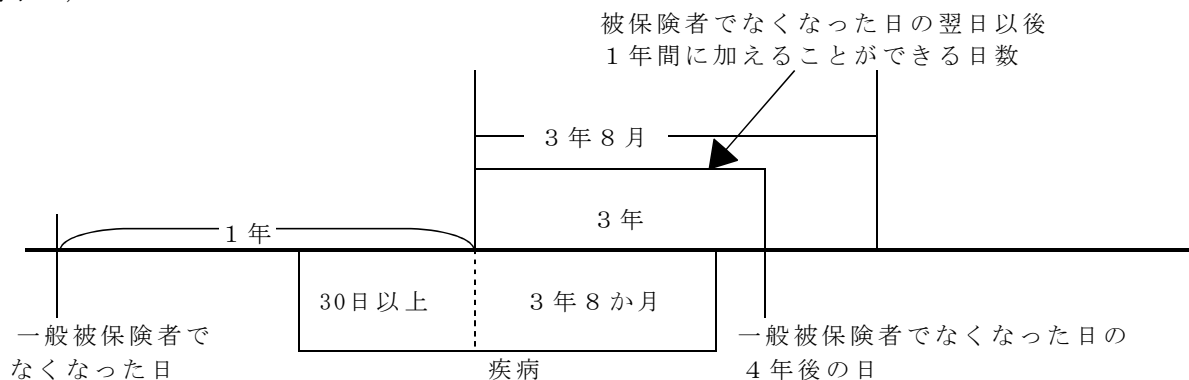 被保険者でなくなった日の翌日以後
１年間に加えることができる日数
３年８月
３年
１年
30日以上
３年８か月
一般被保険者で
なくなった日
疾病
一般被保険者でなくなった日の
４年後の日